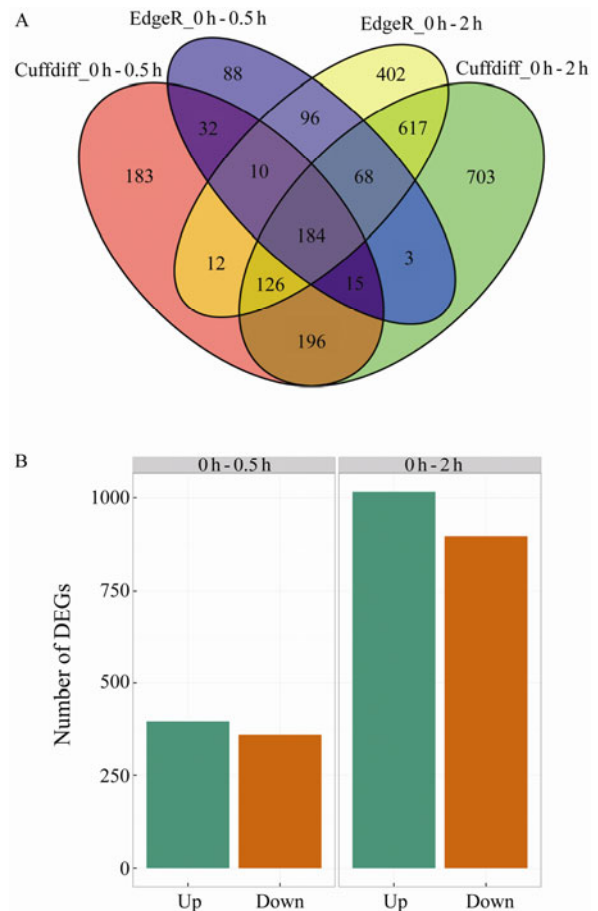 A
EdgeR_0 h - 0.5 h
EdgeR_0 h - 2 h
Cuffdiff_0 h - 0.5 h
Cuffdiff_0 h - 2 h
88
402
32
96
617
183
10
68
703
184
12
3
126
15
196
B
0 h - 0.5 h
0 h - 2 h
Number of DEGs
1000
750
500
250
0
Up
Down
Up
Down